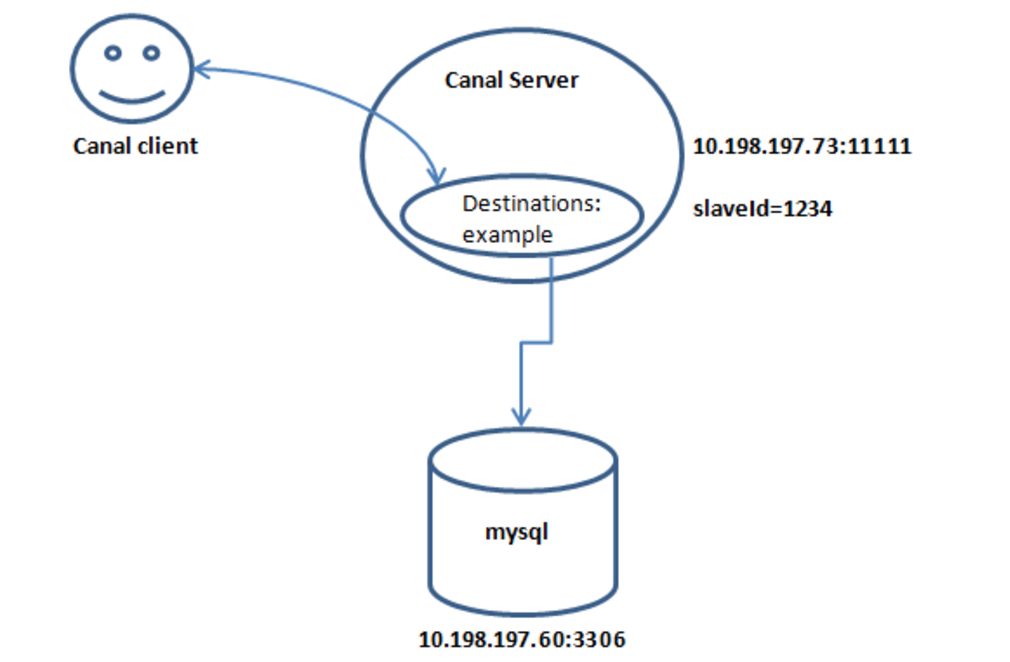 Canal Server
Canal client
10.198.197.73:11111
Destinations:
example
slaveId=1234
mysql
10.198.197.60:3306